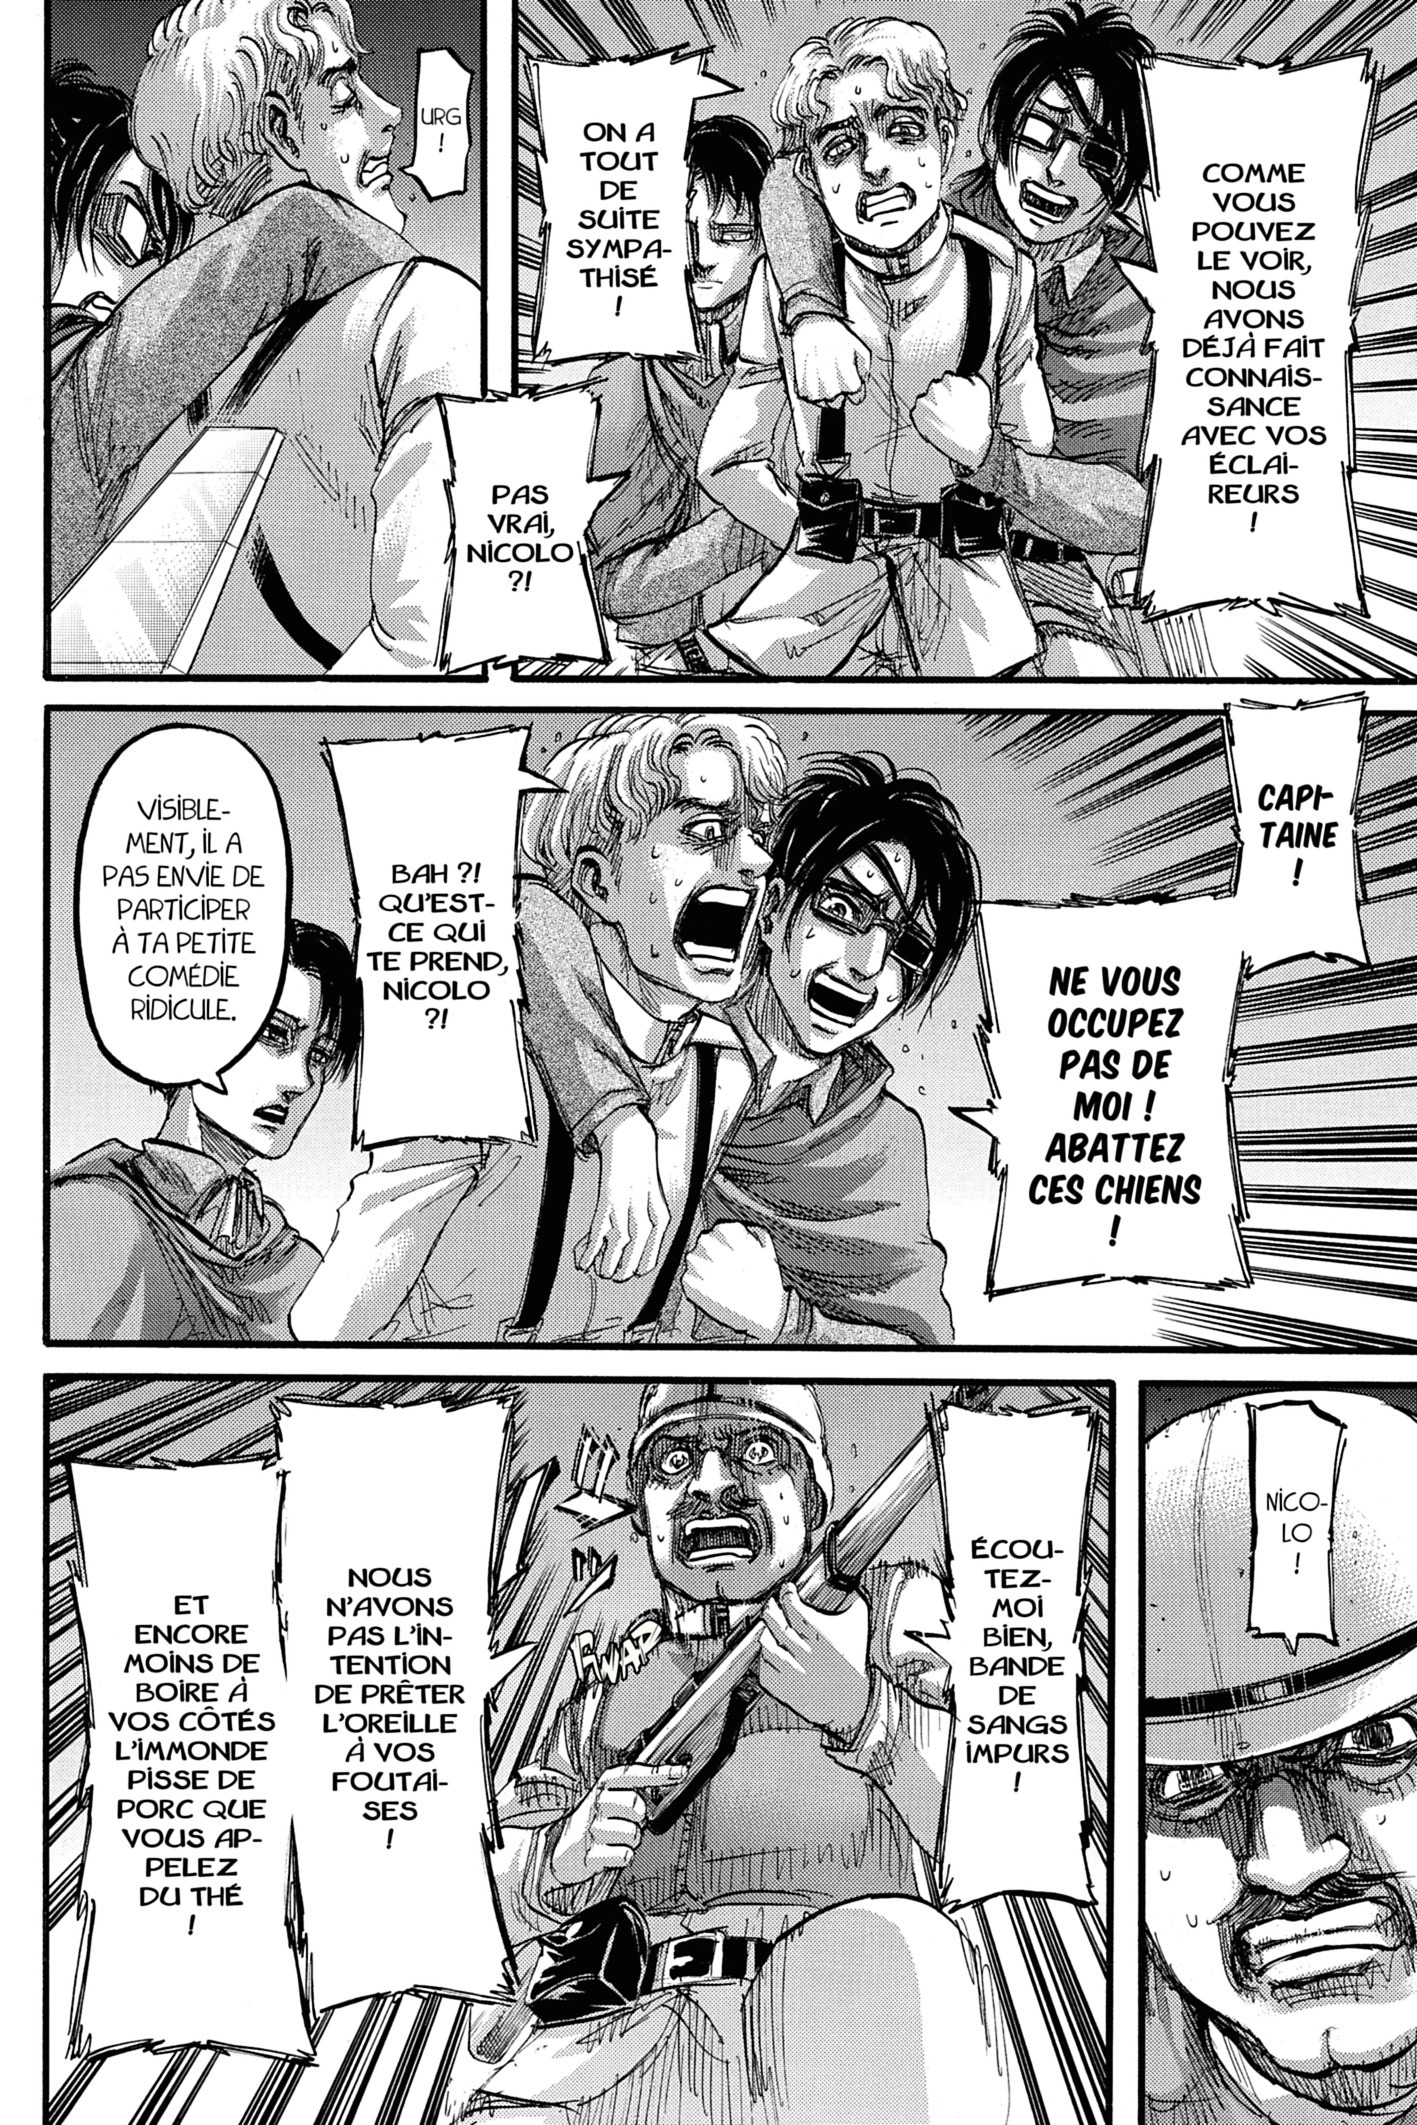 COMME
VOUS
POUVEZ
LE VOIR,
NOUS
AVONS
DÉJÀ FAIT
CONNAIS-
SANCE
AVEC VOS
ÉCLAI-
REURS
!
ON A
TOUT
DE
SUITE
SYMPA-
THISÉ
!
PAS
VRAI,
NICOLO
?!
URG
!
CAPI-
TAINE
!
NE VOUS
OCCUPEZ
PAS DE
MOI !
ABATTEZ
CES CHIENS
!
BAH ?!
QU'EST-
CE QUI
TE PREND,
NICOLO
?!
VISIBLE-
MENT, IL A
PAS ENVIE DE
PARTICIPER
À TA PETITE
COMÉDIE
RIDICULE.
NICO-
LO
!
ÉCOU-
TEZ-
MOI
BIEN,
BANDE
DE
SANGS
IMPURS
!
FWAP
NOUS
N'AVONS
PAS L'IN-
TENTION
DE PRÊTER
L'OREILLE
À VOS
FOUTAI-
SES
!
ET
ENCORE
MOINS DE
BOIRE À
VOS CÔTÉS
L'IMMONDE
PISSE DE
PORC QUE
VOUS AP-
PELEZ
DU THÉ
!